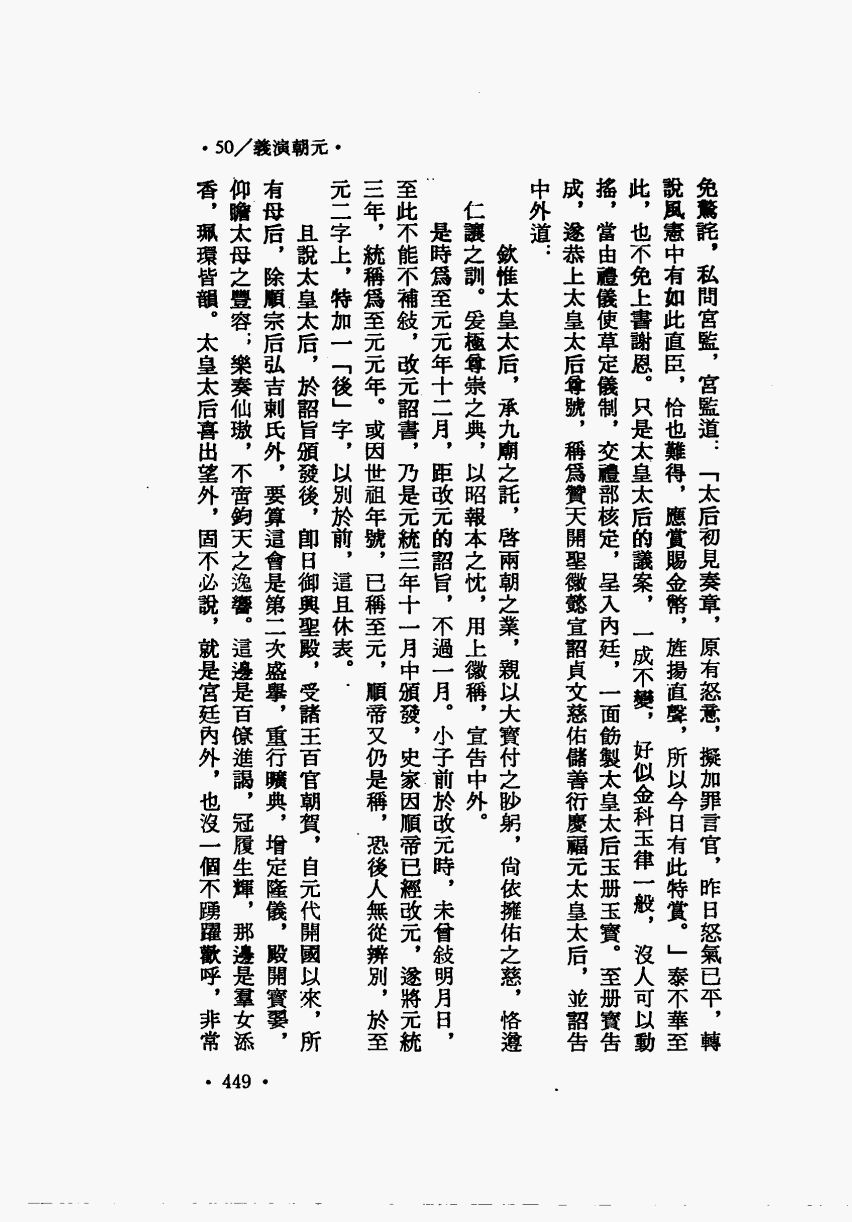 •50／義演朝元•
免驚詫，私問宮監，宮監道：「太后初見奏章，原有怒意，擬加罪言官，昨日怒氣已平，轉
說風憲中有如此直臣，恰也難得，應賞賜金幣，旌揚直聲，所以今日有此特賞。」泰不華至
此，也不免上書謝恩。只是太皇太后的議案，一成不變，好似金科玉律一般，沒人可以動
搖，當由禮儀使草定儀制，交禮部核定，呈入內廷，一面飭製太皇太后玉册玉寶。至册寶告
成，遂恭上太皇太后尊號，稱爲贊天開聖徽懿宣詔貞文慈佑儲善衍慶福元太皇太后，並詔告
中外道：
欽惟太皇太后，承九廟之託，啓兩朝之業，親以大寶付之眇躬，尙依擁佑之慈，恪遵
仁讓之訓。爰極尊崇之典，以昭報本之忱，用上徽稱，宣告中外。
是時爲至元元年十二月，距改元的詔旨，不過一月。小子前於改元時，未曾敍明月日，
至此不能不補敍，改元詔書，乃是元統三年十一月中頒發，史家因順帝已經改元，遂將元統
三年，統稱爲至元元年。或因世祖年號，已稱至元，順帝又仍是稱，恐後人無從辨別，於至
元二字上，特加一「後」字，以別於前，這且休表。
且說太皇太后，於詔旨頒發後，卽日御興聖殿，受諸王百官朝賀，自元代開國以來，所
有母后，除順宗后弘吉剌氏外，要算這會是第二次盛舉，重行曠典，增定隆儀，殿開寶翣，
仰瞻太母之豐容；樂奏仙璈，不啻鈞天之逸響。這邊是百僚進謁，冠履生輝，那邊是羣女添
香，珮環皆韻。太皇太后喜出望外，固不必說，就是宮廷內外，也沒一個不踴躍歡呼，非常
•449•